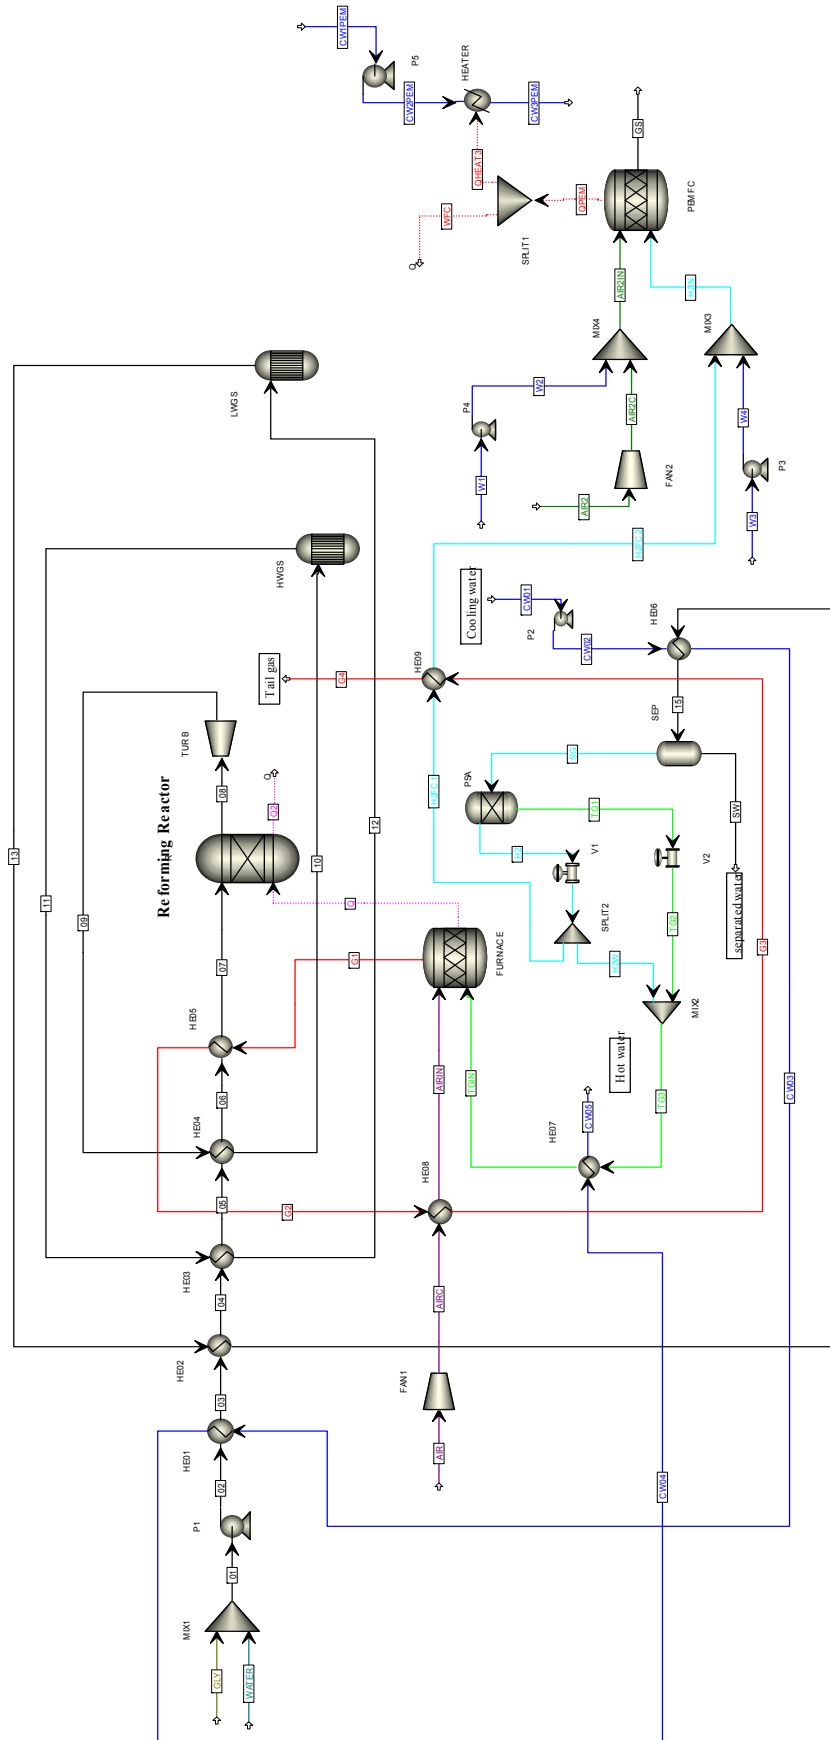 CW1PEM
P5
CW2PEM
HEATER
CW3PEM
QHEAT3
WFC
Q
SPLIT1
QPEM
GS
PEMFC
AIR2IN
H2IN
MIX4
MIX3
W2
P4
W1
AIR2C
FAN2
AIR2
W4
P3
W3
H2FC2
LWGS
HWGS
Cooling water
CW01
P2
CW02
HE06
15
SEP
SG
SW
separated water
Tail gas
G4
HE09
H2FC1
PSA
TG1
H2
V1
V2
TG2
SPLIT2
H2W
MIX2
TG3
Hot water
HE07
CW05
G3
CW03
TURB
08
Reforming Reactor
Q2
Q
Q
07
13
11
09
10
12
FURNACE
G1
AIRIN
TGIN
HE05
06
HE04
05
G2
HE08
HE03
04
AIRC
HE02
03
FAN1
HE01
AIR
02
CW04
P1
01
MIX1
GLY
WATER